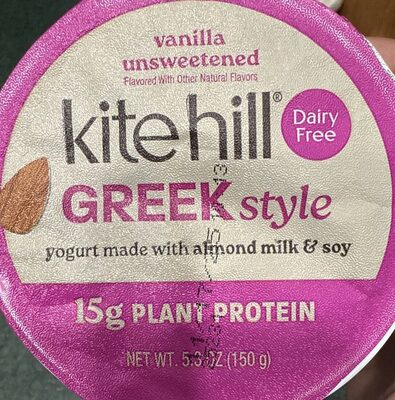 vanilla
unsweetened
Flavored With Other Natural Flavors
kite hill®
Dairy
Free
GREEK style
yogurt made with almond milk & soy
15g PLANT PROTEIN
NET WT. 5.3 OZ (150 g)